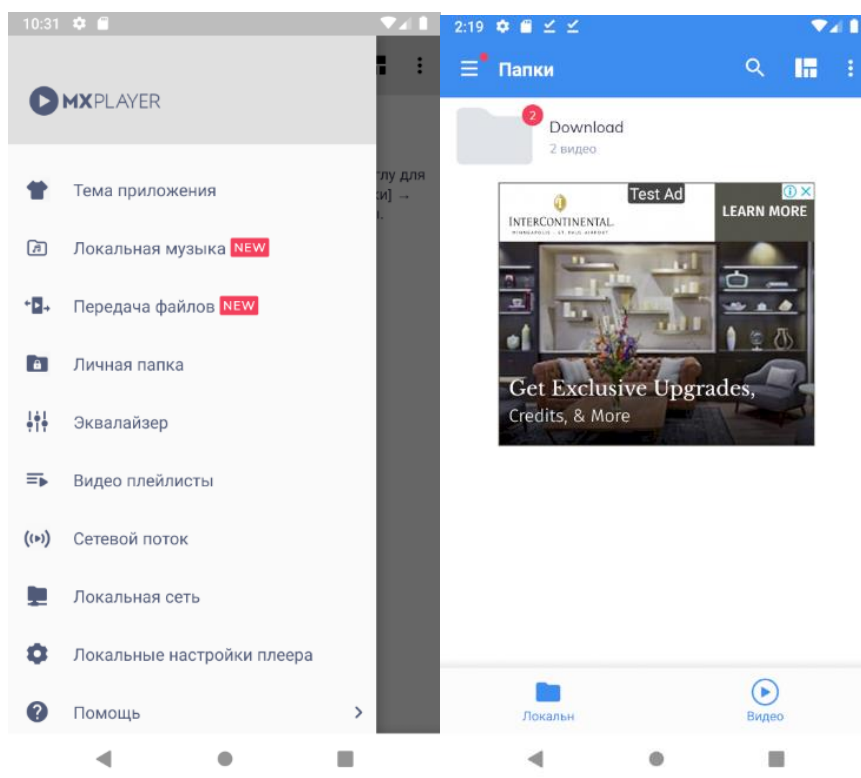 10:31
MXPLAYER
Тема приложения
Локальная музыка NEW
Передача файлов NEW
Личная папка
Эквалайзер
Видео плейлисты
Сетевой поток
Локальная сеть
Локальные настройки плеера
Помощь
глу для
и] →
2:19
Папки
2
Download
2 видео
Test Ad
INTERCONTINENTAL.
LEARN MORE
Get Exclusive Upgrades,
Credits, & More
Локальн
Видео